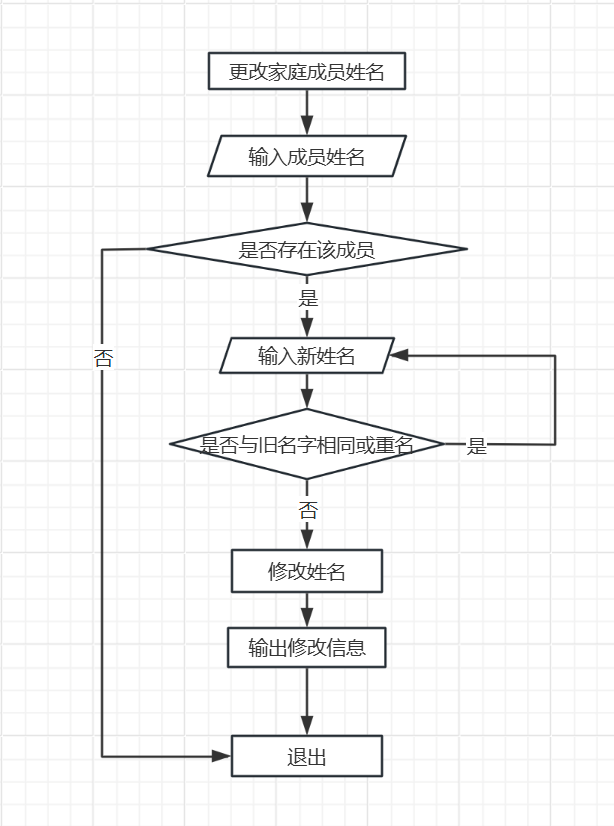 更改家庭成员姓名
输入成员姓名
是否存在该成员
是
输入新姓名
否
是否与旧名字相同或重名
是
否
修改姓名
输出修改信息
退出